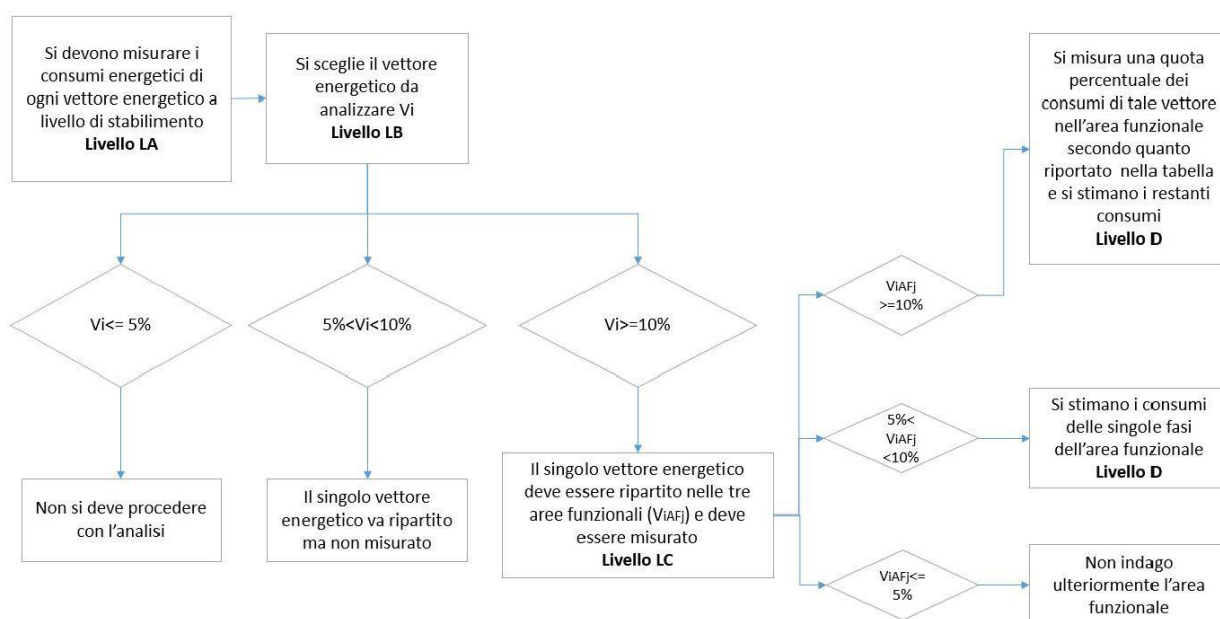 Si devono misurare i
consumi energetici di
ogni vettore energetico a
livello di stabilimento
Livello LA
Si sceglie il vettore
energetico da
analizzare Vi
Livello LB
Si misura una quota
percentuale dei
consumi di tale vettore
nell'area funzionale
secondo quanto
riportato nella tabella
e si stimano i restanti
consumi
Livello D
Vi<= 5%
5%<Vi<10%
Vi>=10%
ViAFj
>=10%
5%<
ViAFj
<10%
Si stimano i consumi
delle singole fasi
dell'area funzionale
Livello D
Non si deve procedere
con l'analisi
Il singolo vettore
energetico va ripartito
ma non misurato
Il singolo vettore energetico
deve essere ripartito nelle tre
aree funzionali (ViAFj) e deve
essere misurato
Livello LC
ViAFj<=
5%
Non indago
ulteriormente l'area
funzionale